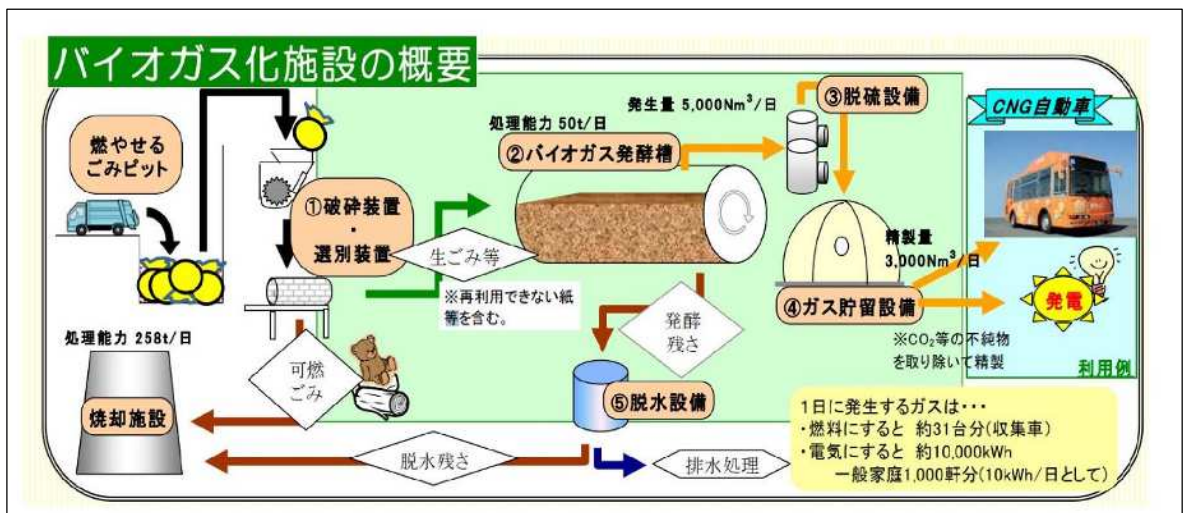 バイオガス化施設の概要
燃やせる
ごみピット
①破砕装置
・
選別装置
生ごみ等
※再利用できない紙
等を含む。
処理能力 50t/日
②バイオガス発酵槽
発生量 5,000Nm³/日
③脱硫設備
精製量
3,000Nm³/日
④ガス貯留設備
※CO₂等の不純物
を取り除いて精製
CNG自動車
発電
利用例
発酵
残さ
⑤脱水設備
可燃
ごみ
処理能力 258t/日
焼却施設
脱水残さ
排水処理
1日に発生するガスは・・・
・燃料にすると 約31台分(収集車)
・電気にすると 約10,000kWh
一般家庭1,000軒分(10kWh/日として)